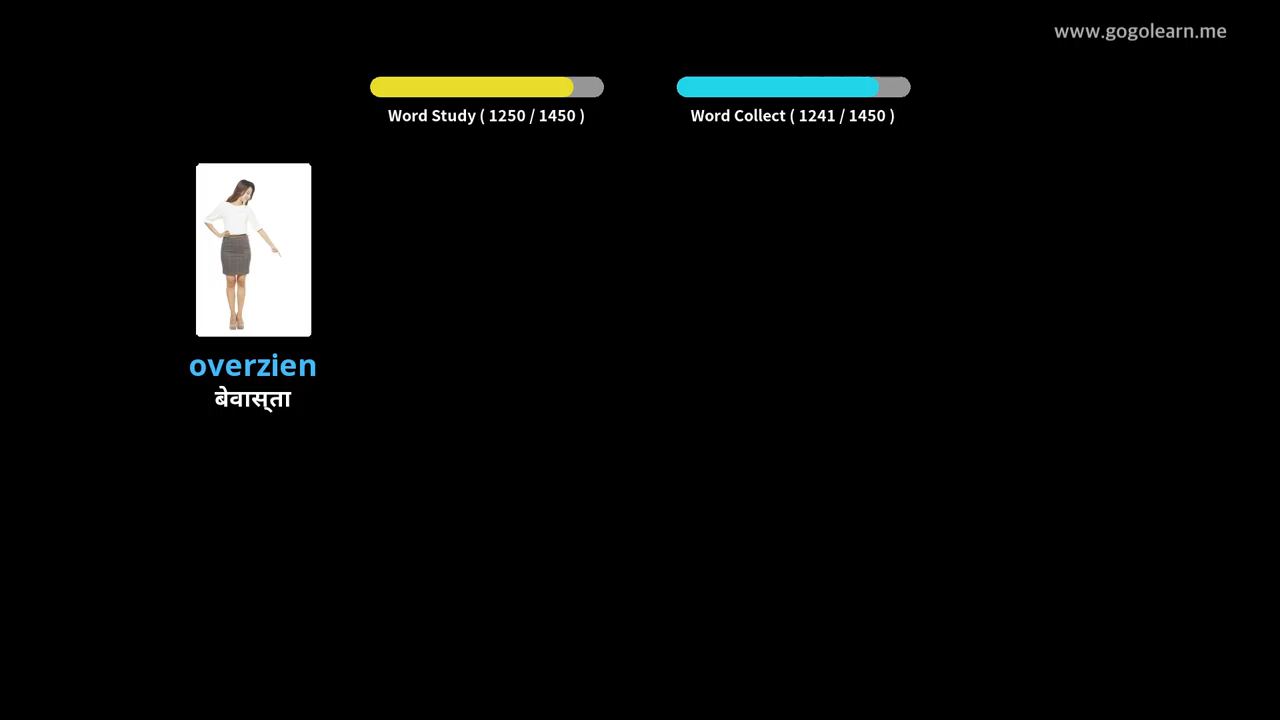 www.gogolearn.me
Word Study ( 1250 / 1450 )
Word Collect ( 1241 / 1450 )
overzien
बेवास्‌ता